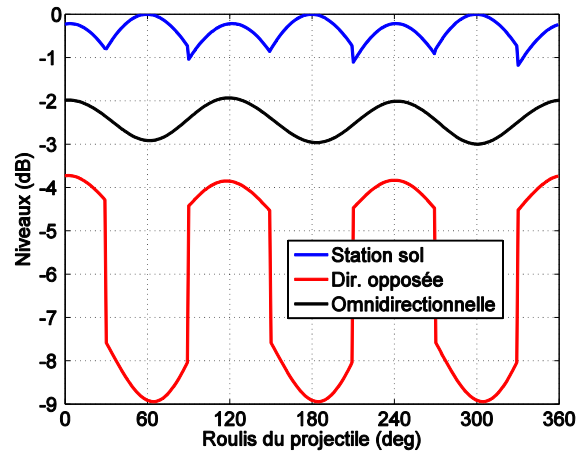 0
-1
-2
-3
-4
-5
-6
-7
-8
-9
Niveaux (dB)
Station sol
Dir. opposée
Omnidirectionnelle
0 60 120 180 240 300 360
Roulis du projectile (deg)